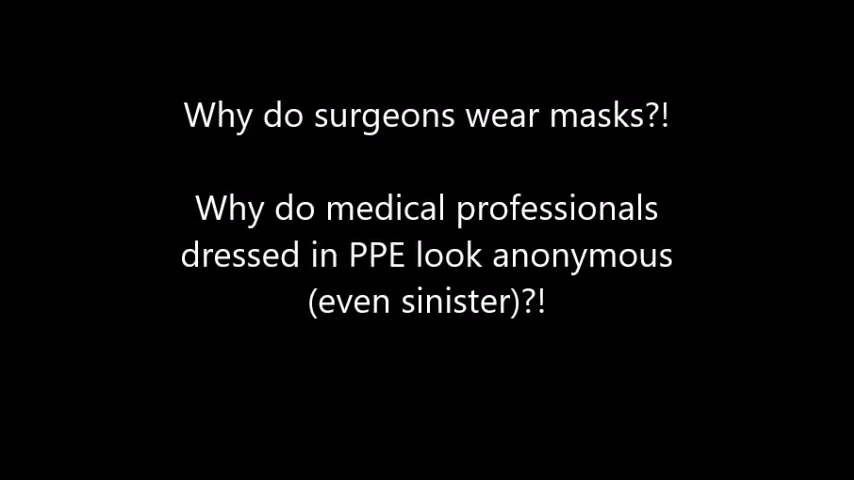 Why do surgeons wear masks?!
Why do medical professionals
dressed in PPE look anonymous
(even sinister)?!